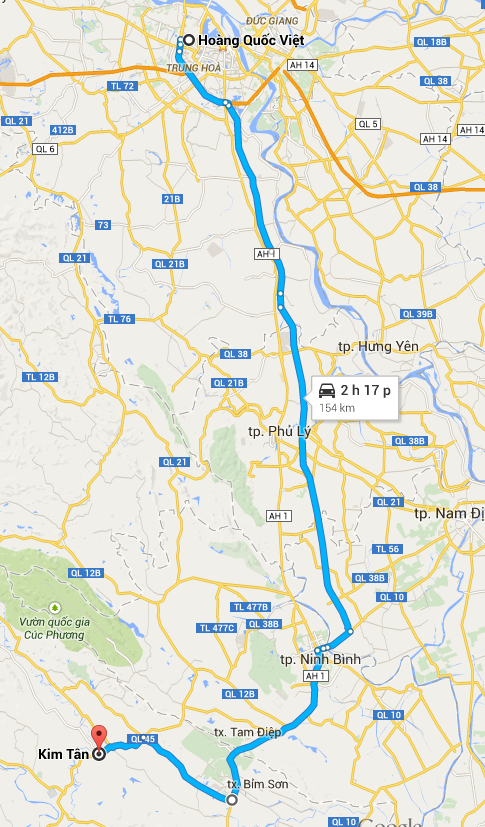 ĐỨC GIANG
Hoàng Quốc Việt
QL 18B
TRUNG HOÀ
AH 14
TL 72
QL 38
QL 21
412B
QL 5
AH 14
AH 14
QL 6
QL 38
21B
73
AH 1
QL 21
QL 21B
QL 39B
TL 76
tp. Hưng Yên
QL 38
TL 12B
QL 21B
2 h 17 p
154 km
tp. Phủ Lý
QL 38B
QL 21
QL 21
AH 1
tp. Nam Đị
TL 56
QL 12B
QL 38B
QL 10
TL 477B
Vườn quốc gia
Cúc Phương
TL 477C
QL 38B
tp. Ninh Bình
AH 1
QL 12B
QL 10
tx. Tam Điệp
QL 45
Kim Tân
tx. Bỉm Sơn
QL 10
Google